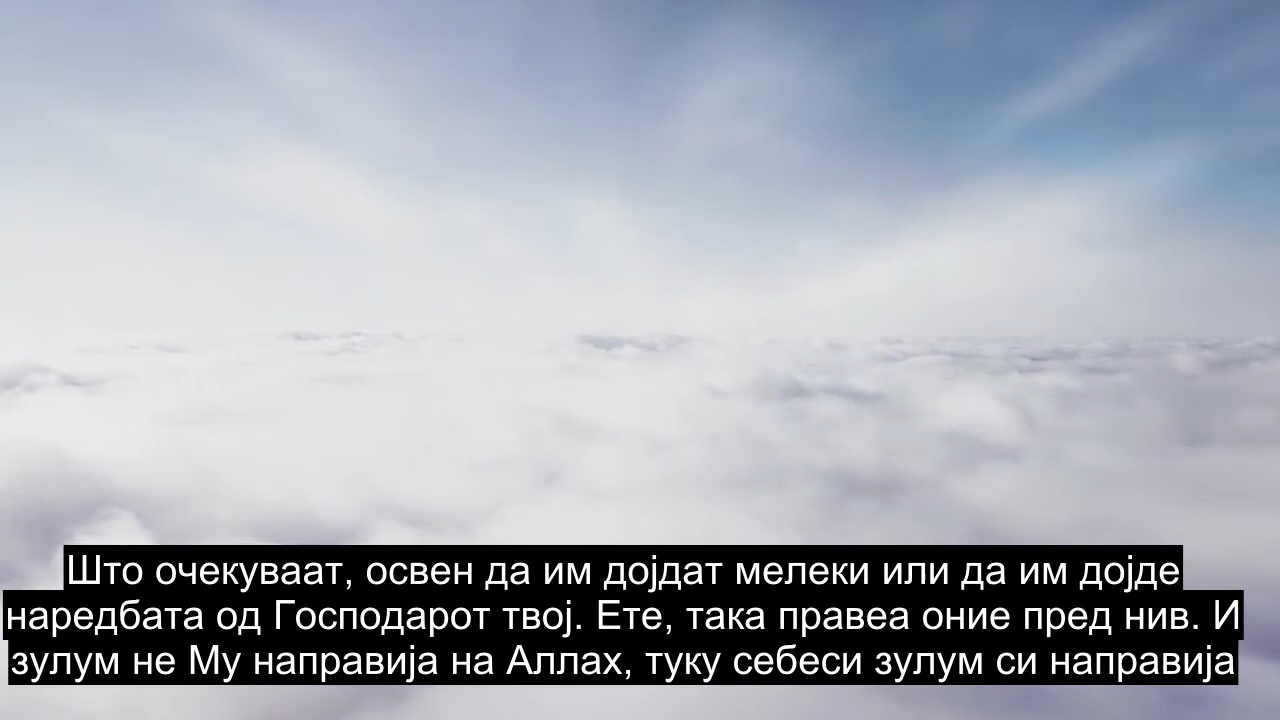 Што очекуваат, освен да им дојдат мелеки или да им дојде
наредбата од Господарот твој. Ете, така правеа оние пред нив. И
зулум не Му направија на Аллах, туку себеси зулум си направија